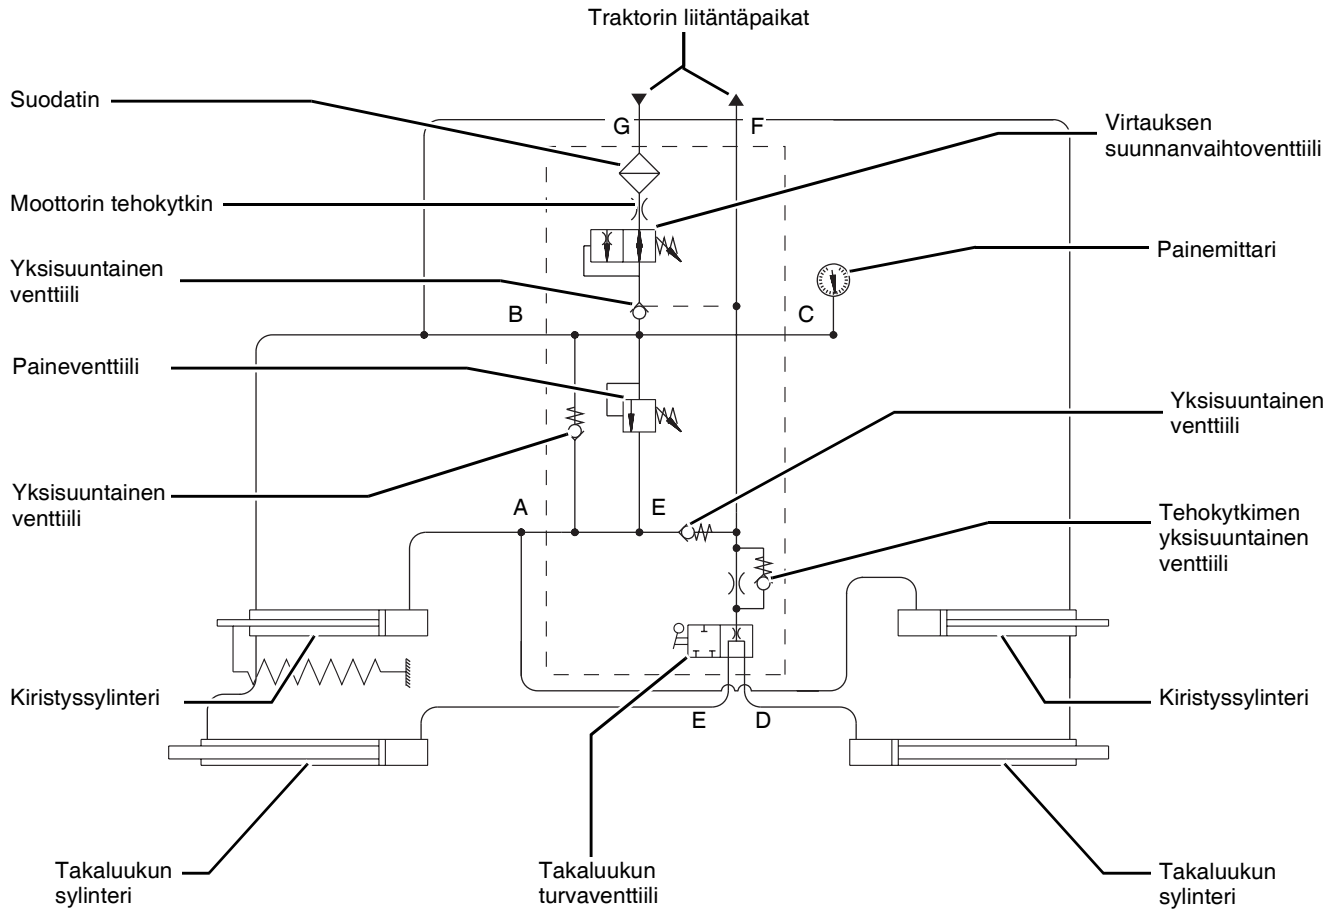 Traktorin liitäntäpaikat
Suodatin
G
F
Virtauksen
suunnanvaihtoventtiili
Moottorin tehokytkin
Painemittari
Yksisuuntainen
venttiili
B
C
Paineventtiili
Yksisuuntainen
venttiili
Yksisuuntainen
venttiili
A
E
Tehokytkimen
yksisuuntainen
venttiili
Kiristyssylinteri
E
D
Kiristyssylinteri
Takaluukun
sylinteri
Takaluukun
turvaventtiili
Takaluukun
sylinteri